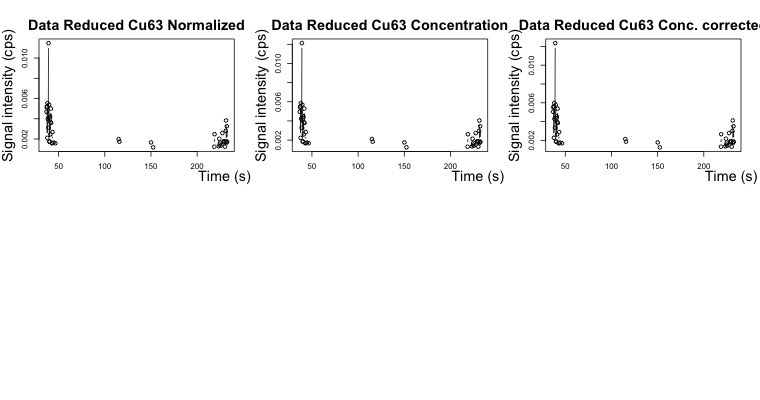 Data Reduced Cu63 Normalized
Signal intensity (cps)
0.002 0.006 0.010
50 100 150 200
Time (s)
Data Reduced Cu63 Concentration
Signal intensity (cps)
0.002 0.006 0.010
50 100 150 200
Time (s)
Data Reduced Cu63 Conc. correcte
Signal intensity (cps)
0.002 0.006 0.010
50 100 150 200
Time (s)